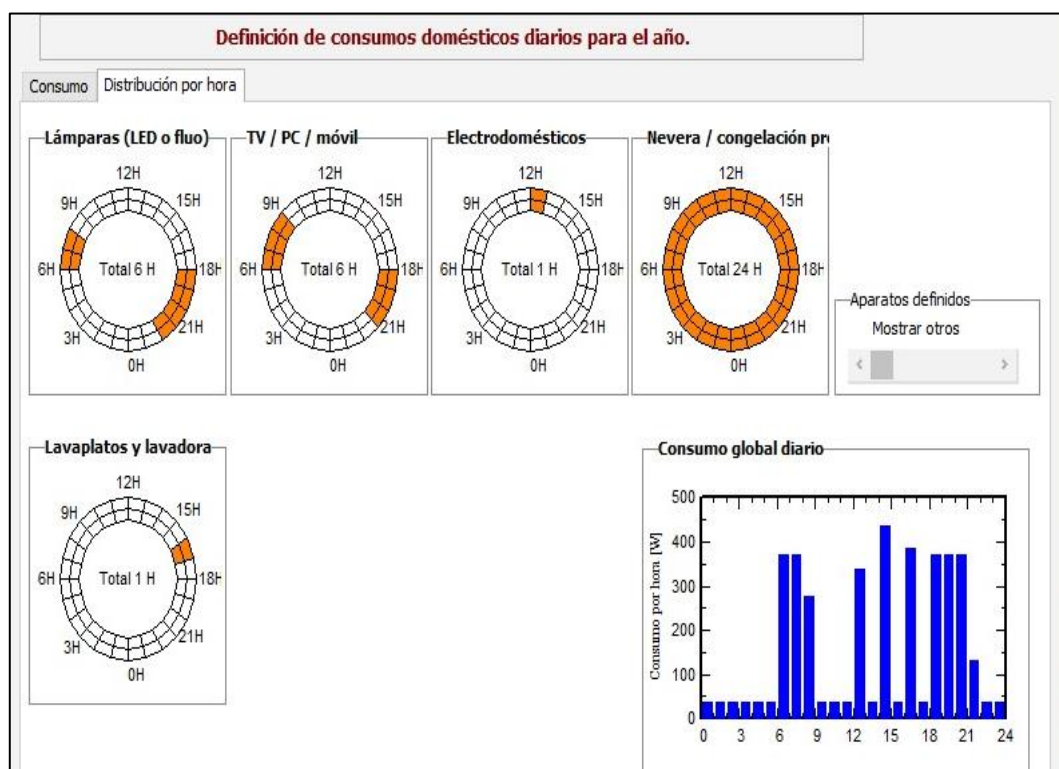 Definición de consumos domésticos diarios para el año.
Consumo
Distribución por hora
Lámparas (LED o fluo)
12H
9H
15H
6H
Total 6 H
18H
3H
21H
0H
TV / PC / móvil
12H
9H
15H
6H
Total 6 H
18H
3H
21H
0H
Electrodomésticos
12H
9H
15H
6H
Total 1 H
18H
3H
21H
0H
Nevera / congelación pr
12H
9H
15H
6H
Total 24 H
18H
3H
21H
0H
Aparatos definidos
Mostrar otros
Lavaplatos y lavadora
12H
9H
15H
6H
Total 1 H
18H
3H
21H
0H
Consumo global diario
Consumo por hora [W]
500
400
300
200
100
0
0 3 6 9 12 15 18 21 24